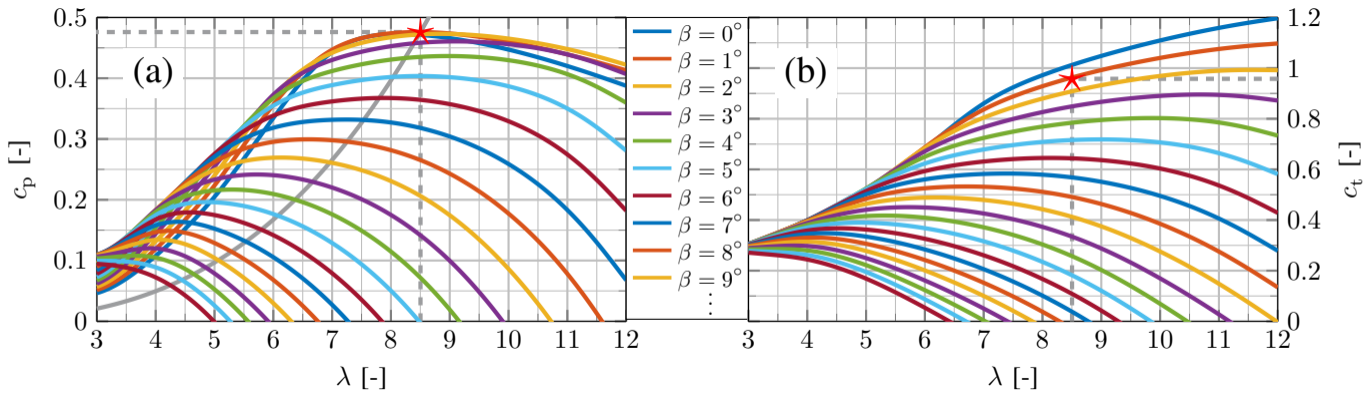 0.5
0.4
0.3
0.2
0.1
0
c_p [-]
(a)
3 4 5 6 7 8 9 10 11 12
λ [-]
β = 0°
β = 1°
β = 2°
β = 3°
β = 4°
β = 5°
β = 6°
β = 7°
β = 8°
β = 9°
⋮
(b)
3 4 5 6 7 8 9 10 11 12
λ [-]
1.2
1
0.8
0.6
0.4
0.2
0
c_t [-]